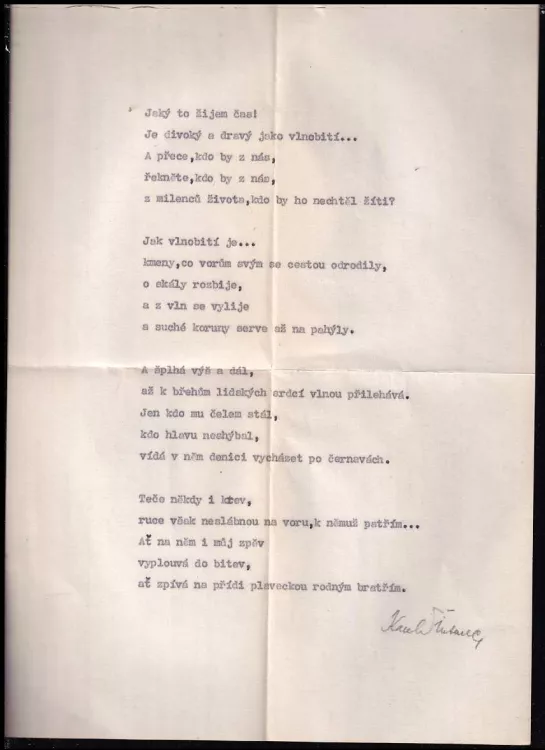 Jaký to žijem čas!
Je divoký a dravý jako vlnobití...
A přece,kdo by z nás,
řekněte,kdo by z nás,
z milenců života,kdo by ho nechtěl žíti?
Jak vlnobití je...
kmeny,co vorům svým se cestou odrodily,
o skály rozbije,
a z vln se vylije
a suché koruny serve až na pahýly.
A šplhá výš a dál,
až k břehům lidských srdcí vlnou přilehává.
Jen kdo mu čelem stál,
kdo hlavu neshýbal,
vídá v něm denici vycházet po černavách.
Teče někdy i krev,
ruce však neslábnou na voru,k němuž patřím...
Ať na něm i můj zpěv
vyplouvá do bitev,
ať zpívá na přídi plaveckou rodným bratřím.